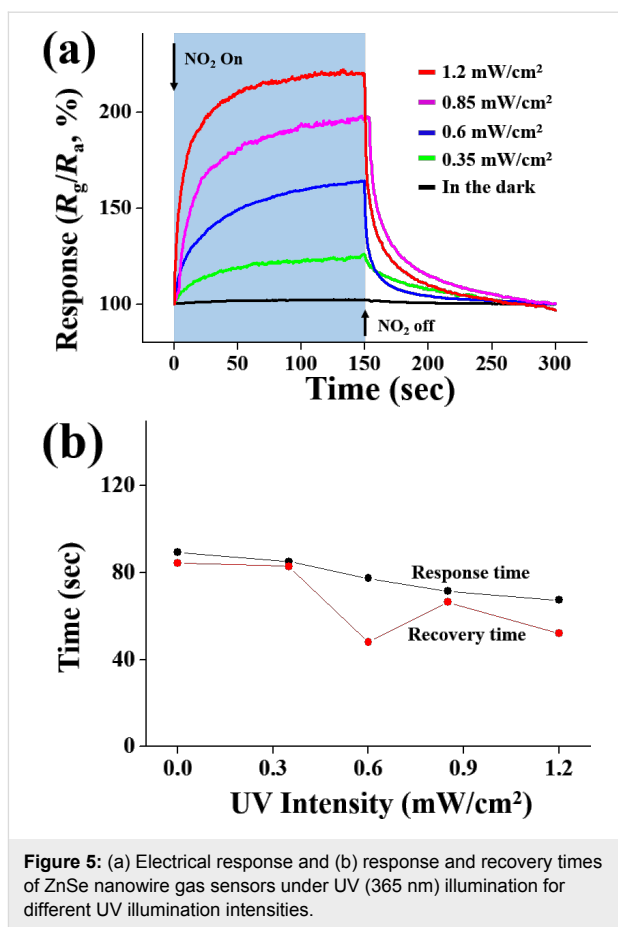 (a)
NO₂ On
1.2 mW/cm²
0.85 mW/cm²
0.6 mW/cm²
0.35 mW/cm²
In the dark
Response (Rg/Ra, %)
200
150
100
NO₂ off
0 50 100 150 200 250 300
Time (sec)
(b)
Time (sec)
120
80
40
0
Response time
Recovery time
0.0 0.3 0.6 0.9 1.2
UV Intensity (mW/cm²)
Figure 5: (a) Electrical response and (b) response and recovery times
of ZnSe nanowire gas sensors under UV (365 nm) illumination for
different UV illumination intensities.